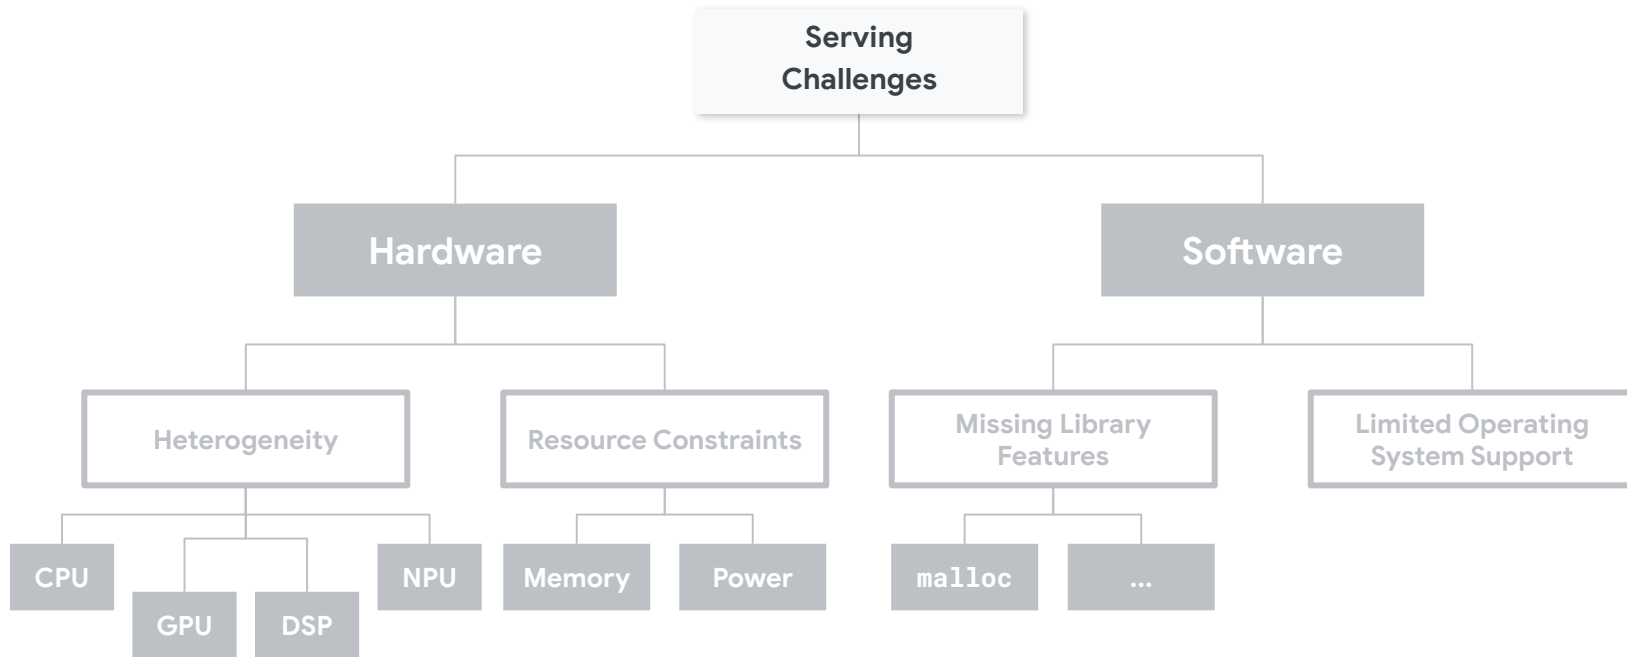 Serving
Challenges
Hardware
Software
Heterogeneity
Resource Constraints
Missing Library
Features
Limited Operating
System Support
CPU
GPU
DSP
NPU
Memory
Power
malloc
...